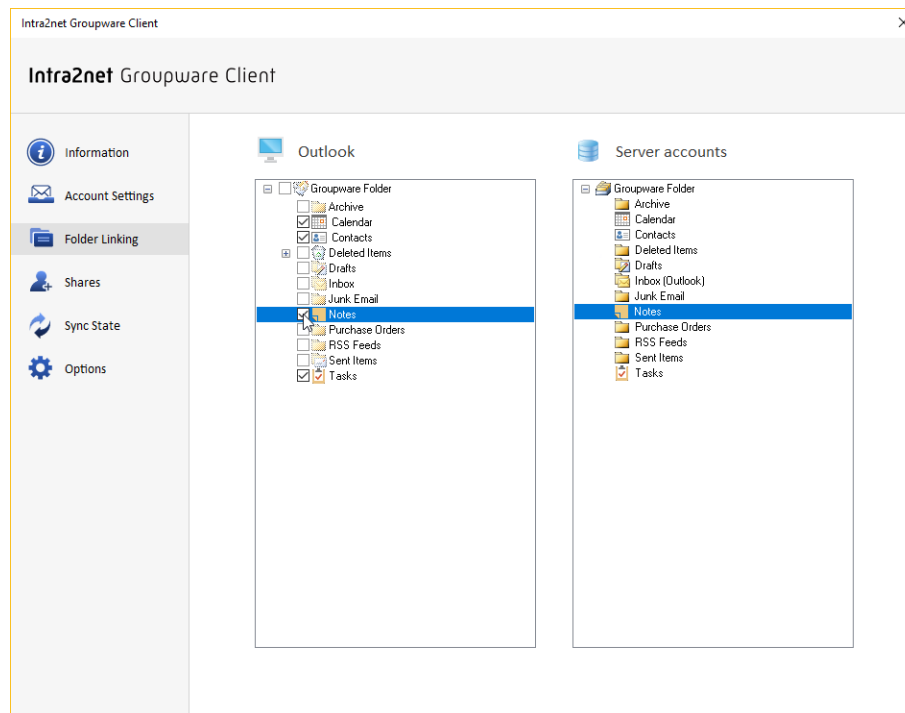 Intra2net Groupware Client
Intra2net Groupware Client
Information
Account Settings
Folder Linking
Shares
Sync State
Options
Outlook
Groupware Folder
Archive
Calendar
Contacts
Deleted Items
Drafts
Inbox
Junk Email
Notes
Purchase Orders
RSS Feeds
Sent Items
Tasks
Server accounts
Groupware Folder
Archive
Calendar
Contacts
Deleted Items
Drafts
Inbox (Outlook)
Junk Email
Notes
Purchase Orders
RSS Feeds
Sent Items
Tasks